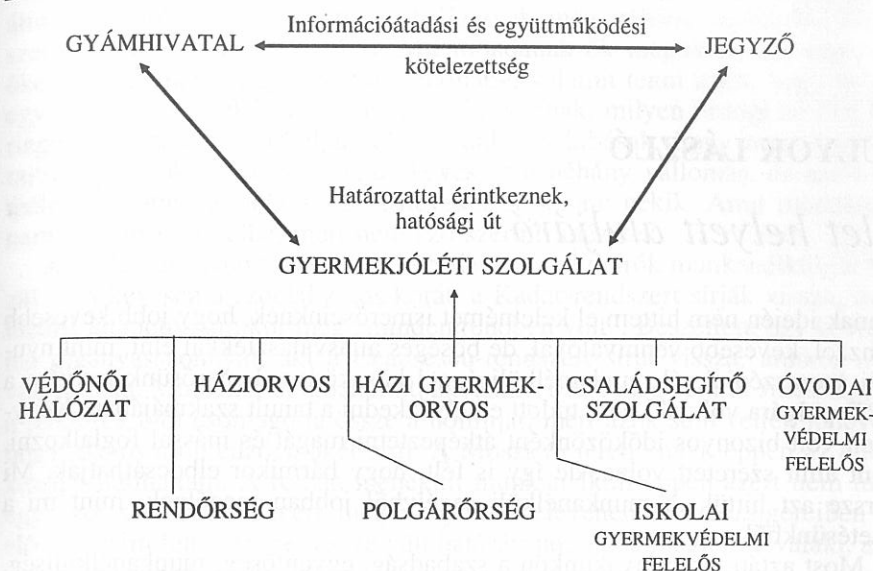 Információátadási és együttműködési
GYÁMHIVATAL JEGYZŐ
kötelezettség
Határozattal érintkeznek,
hatósági út
GYERMEKJÓLÉTI SZOLGÁLAT
VÉDŐNŐI HÁZIORVOS HÁZI GYERMEK- CSALÁDSEGÍTŐ ÓVODAI
HÁLÓZAT ORVOS SZOLGÁLAT GYERMEK-
VÉDELMI
FELELŐS
RENDŐRSÉG POLGÁRŐRSÉG ISKOLAI
GYERMEKVÉDELMI
FELELŐS